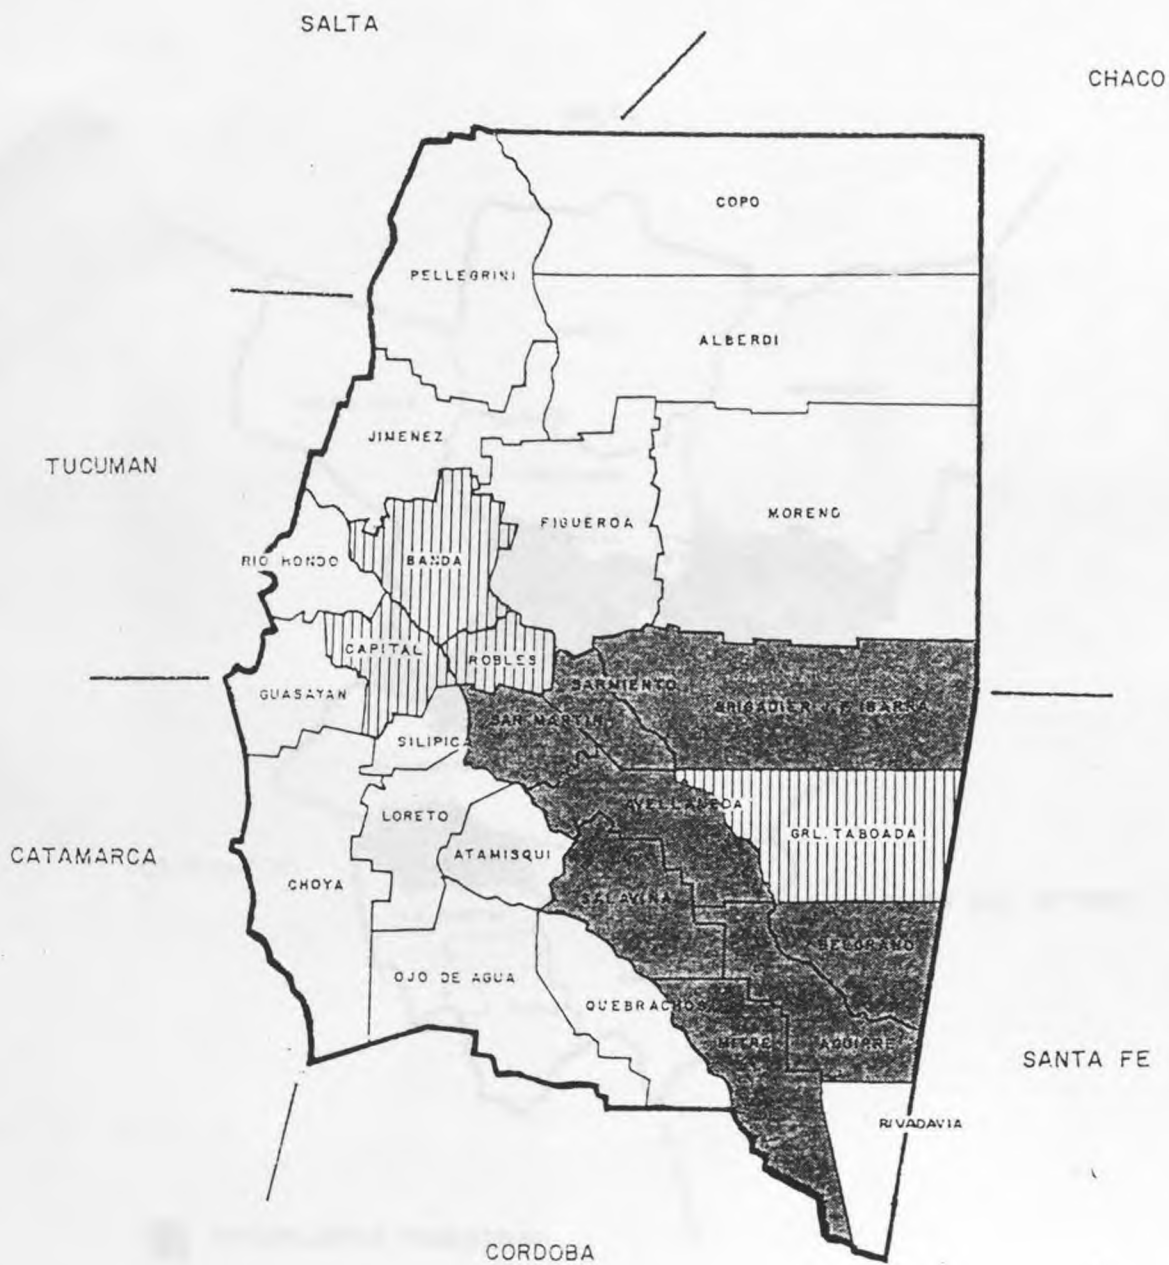 SALTA
CHACO
COPO
PELLEGRINI
ALBERDI
JIMENEZ
TUCUMAN
MORENO
FIGUEROA
RIO HONDO
BANDA
CAPITAL
ROBLES
SARMIENTO
GUASAYAN
BRIGADIER J.F. IBARRA
SAN MARTIN
SILIPICA
AVELLANEDA
LORETO
GRL. TABOADA
ATAMISQUI
CATAMARCA
CHOYA
SALAVINA
BELGRANO
OJO DE AGUA
QUEBRACHOS
MITRE
AGUIRRE
SANTA FE
RIVADAVIA
CORDOBA